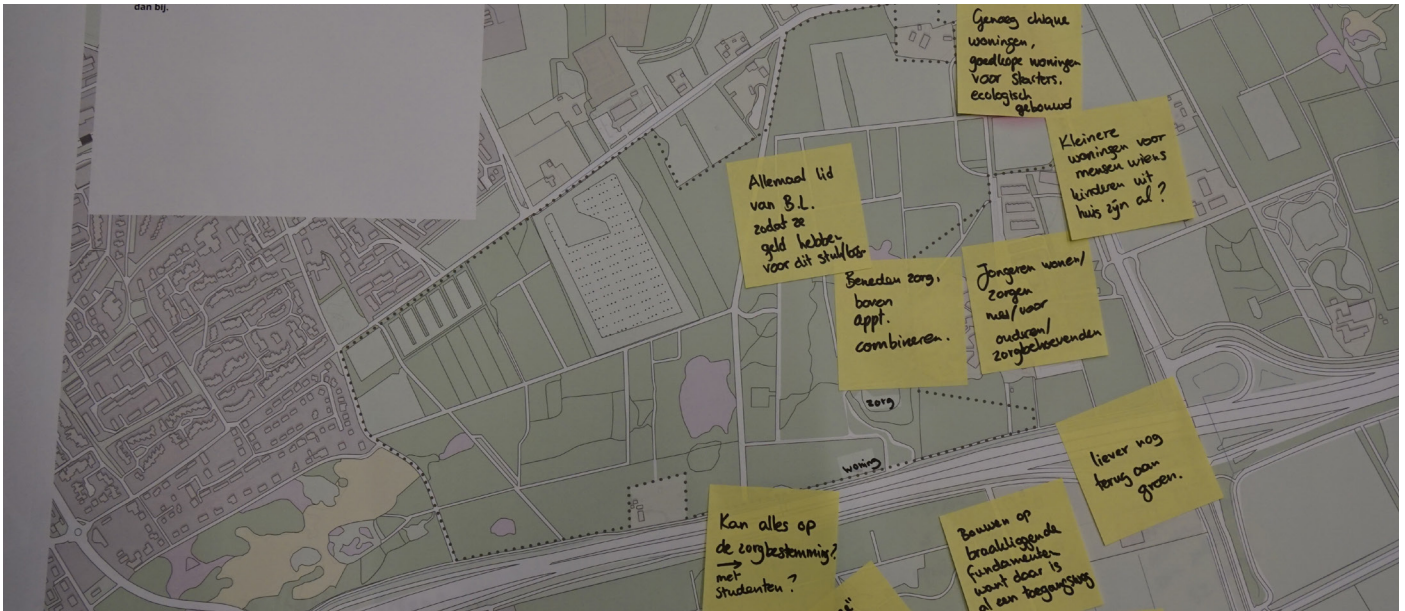 dan bij.
Genoeg chique
woningen,
goedkope woningen
voor starters.
ecologisch
gebouwd
Kleinere
woningen voor
mensen wiens
kinderen uit
huis zijn al?
Allemaal lid
van B.L.
zodat ze
geld hebben
voor dit stuk
Beneden zorg,
boven
appt.
combineren.
Jongeren wonen/
zorgen
met/voor
ouderen/
zorgbehoevenden
zorg
woning
liever nog
terug aan
groen.
Kan alles op
de zorgbestemming?
→ met
studenten?
Bouwen op
braakliggende
fundamenten
want daar is
al een toegangsweg